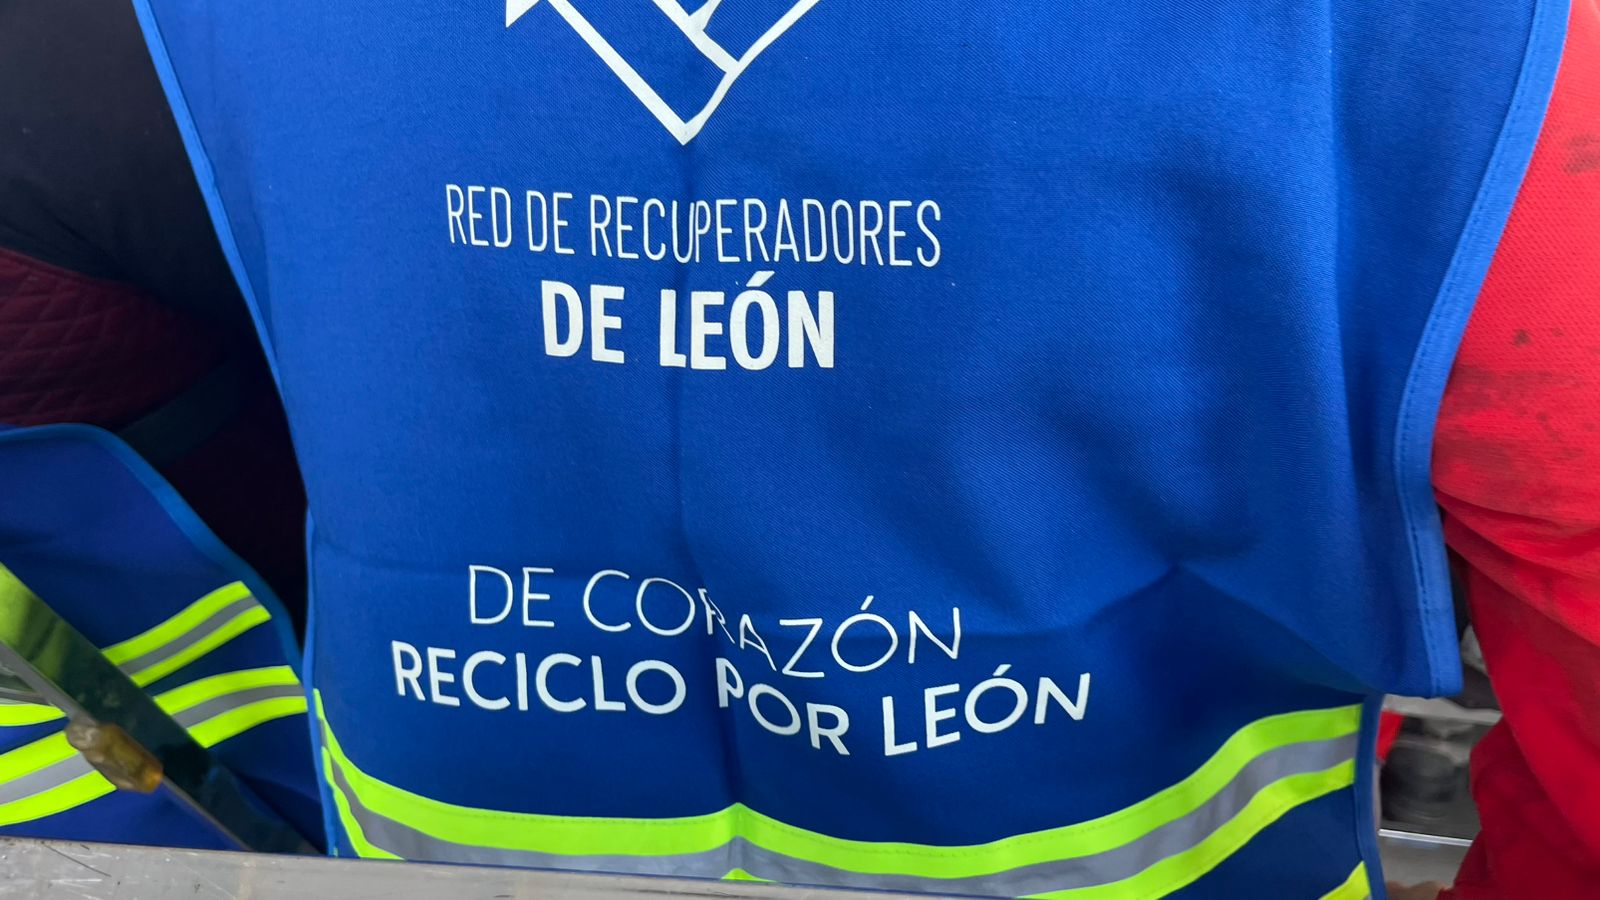 RED DE RECUPERADORES
DE LEÓN
DE CORAZÓN
RECICLO POR LEÓN